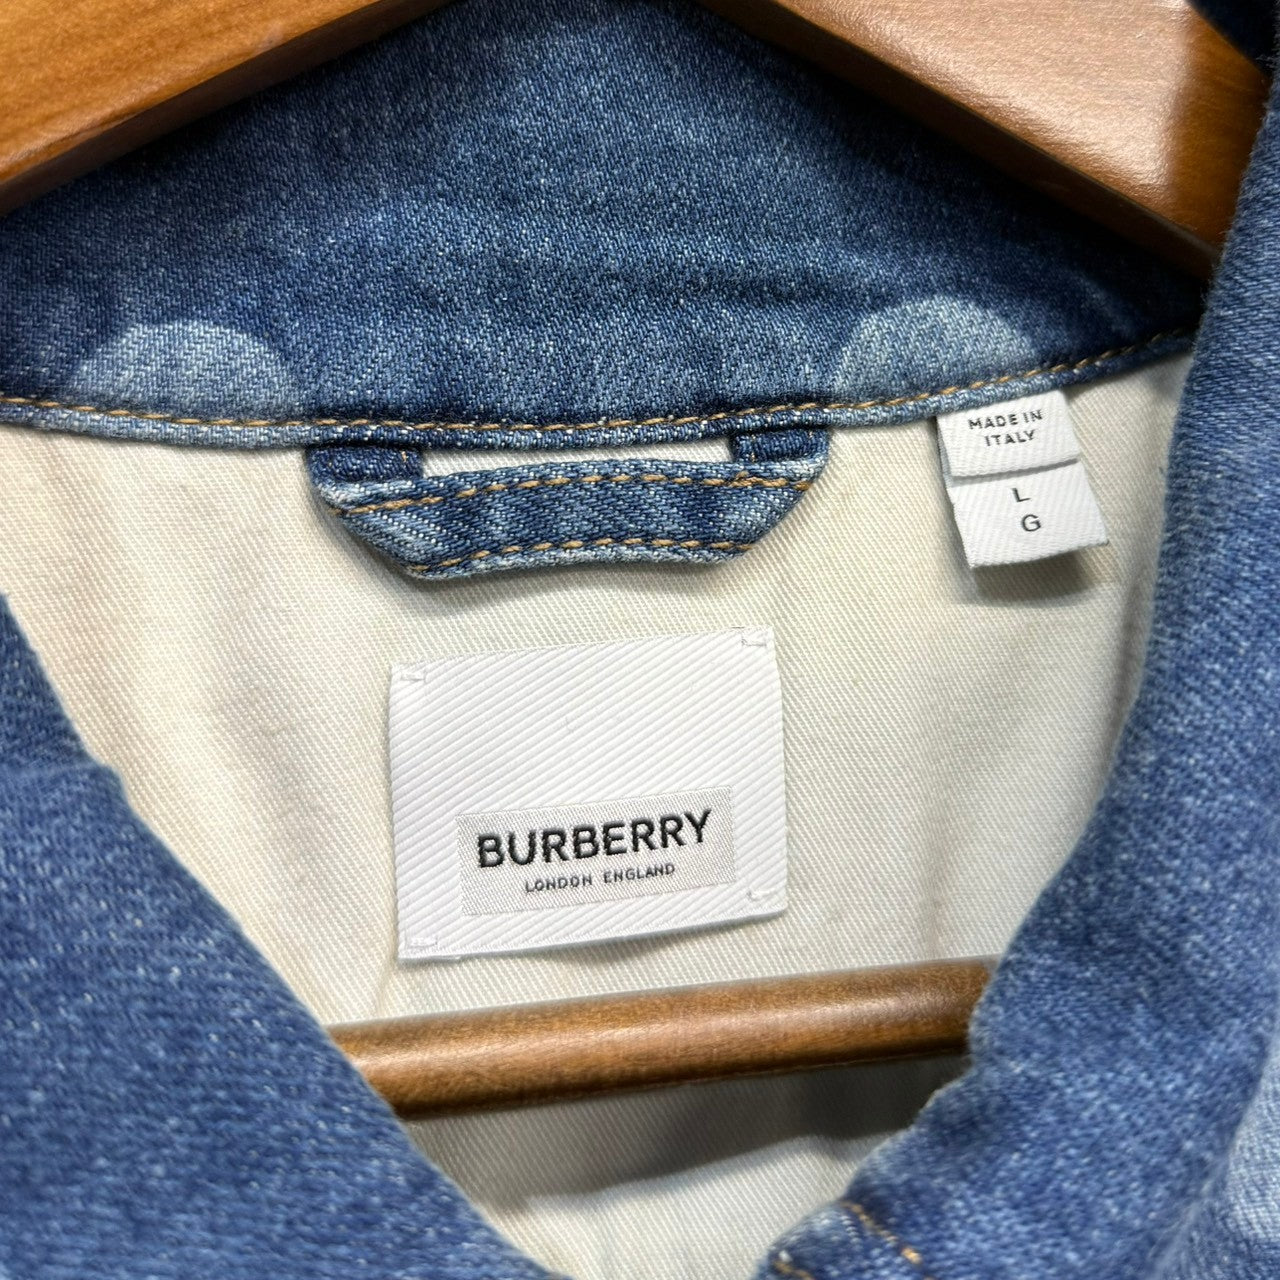 MADE IN
ITALY
L
G
BURBERRY
LONDON ENGLAND